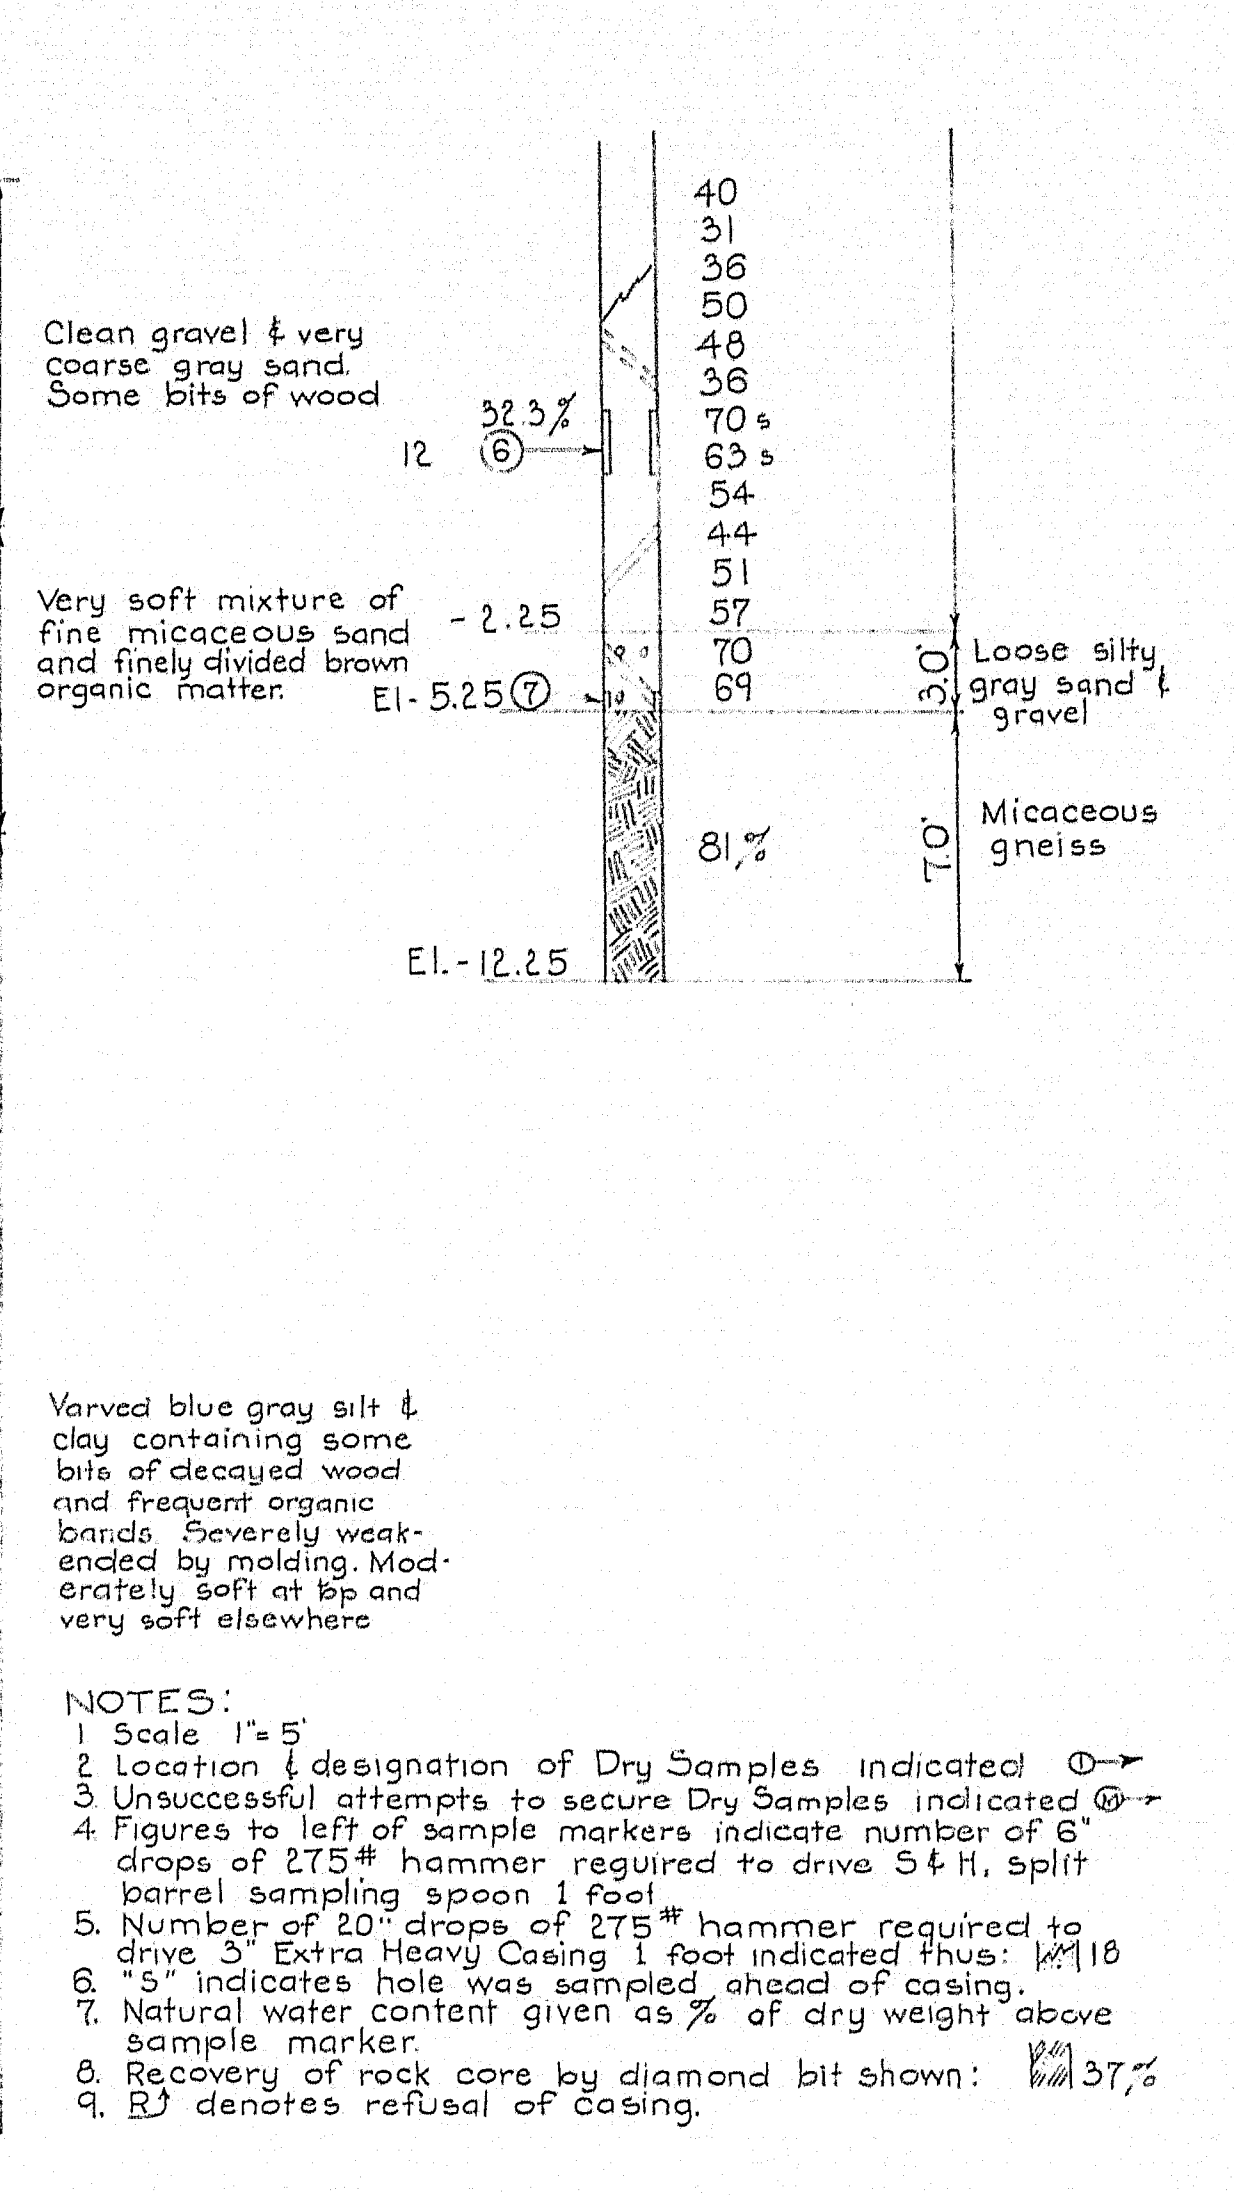 40
31
36
50
48
36
70 s
63 s
54
44
51
57
70
69
Clean gravel & very
coarse gray sand.
Some bits of wood
32.3%
12 6
Very soft mixture of
fine micaceous sand
and finely divided brown
organic matter.
- 2.25
El- 5.25 7
3.0'
Loose silty
gray sand &
gravel
81%
7.0'
Micaceous
gneiss
El. - 12.25
Varved blue gray silt &
clay containing some
bits of decayed wood
and frequent organic
bands. Severely weak-
ended by molding. Mod-
erately soft at top and
very soft elsewhere
NOTES:
1 Scale 1"= 5'
2 Location & designation of Dry Samples indicated 1
3. Unsuccessful attempts to secure Dry Samples indicated M
4. Figures to left of sample markers indicate number of 6"
drops of 275# hammer required to drive S & H, split
barrel sampling spoon 1 foot
5. Number of 20" drops of 275# hammer required to
drive 3" Extra Heavy Casing 1 foot indicated thus: 18
6. "S" indicates hole was sampled ahead of casing.
7. Natural water content given as % of dry weight above
sample marker.
8. Recovery of rock core by diamond bit shown: 37%
9. R denotes refusal of casing.